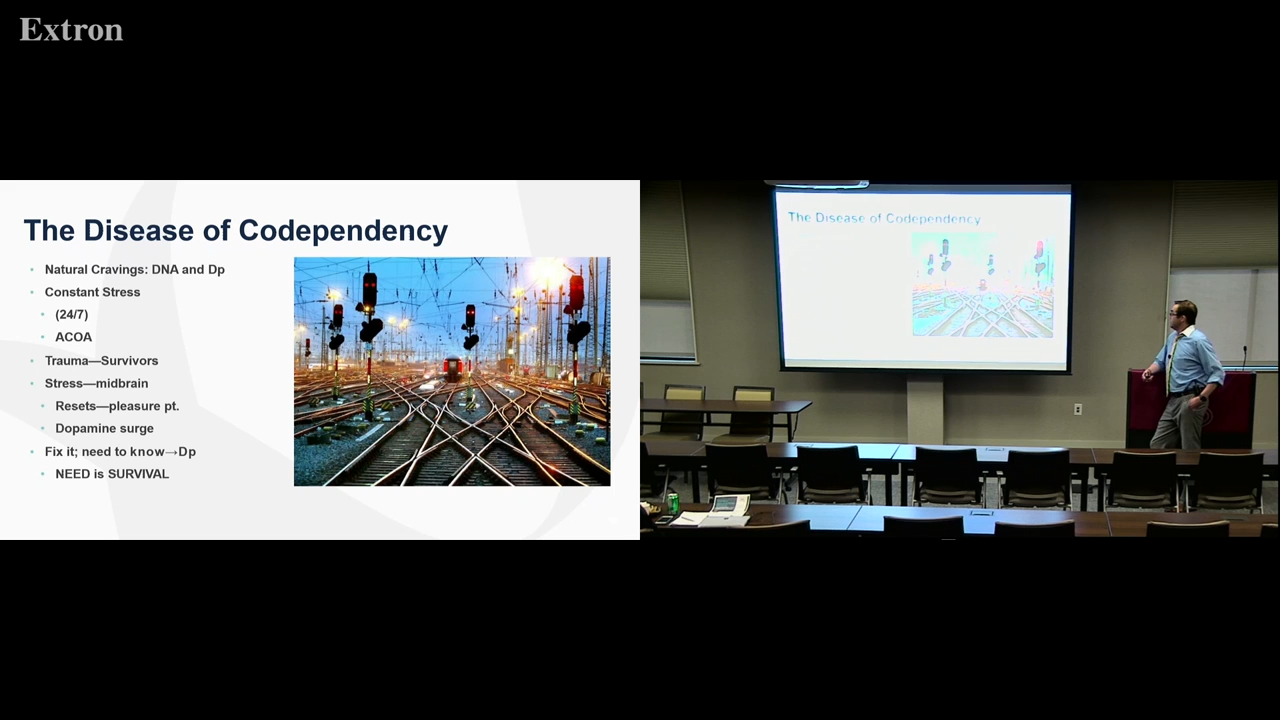 Extron
The Disease of Codependency
• Natural Cravings: DNA and Dp
• Constant Stress
• (24/7)
• ACOA
• Trauma—Survivors
• Stress—midbrain
• Resets—pleasure pt.
• Dopamine surge
• Fix it; need to know→Dp
• NEED is SURVIVAL
The Disease of Codependency